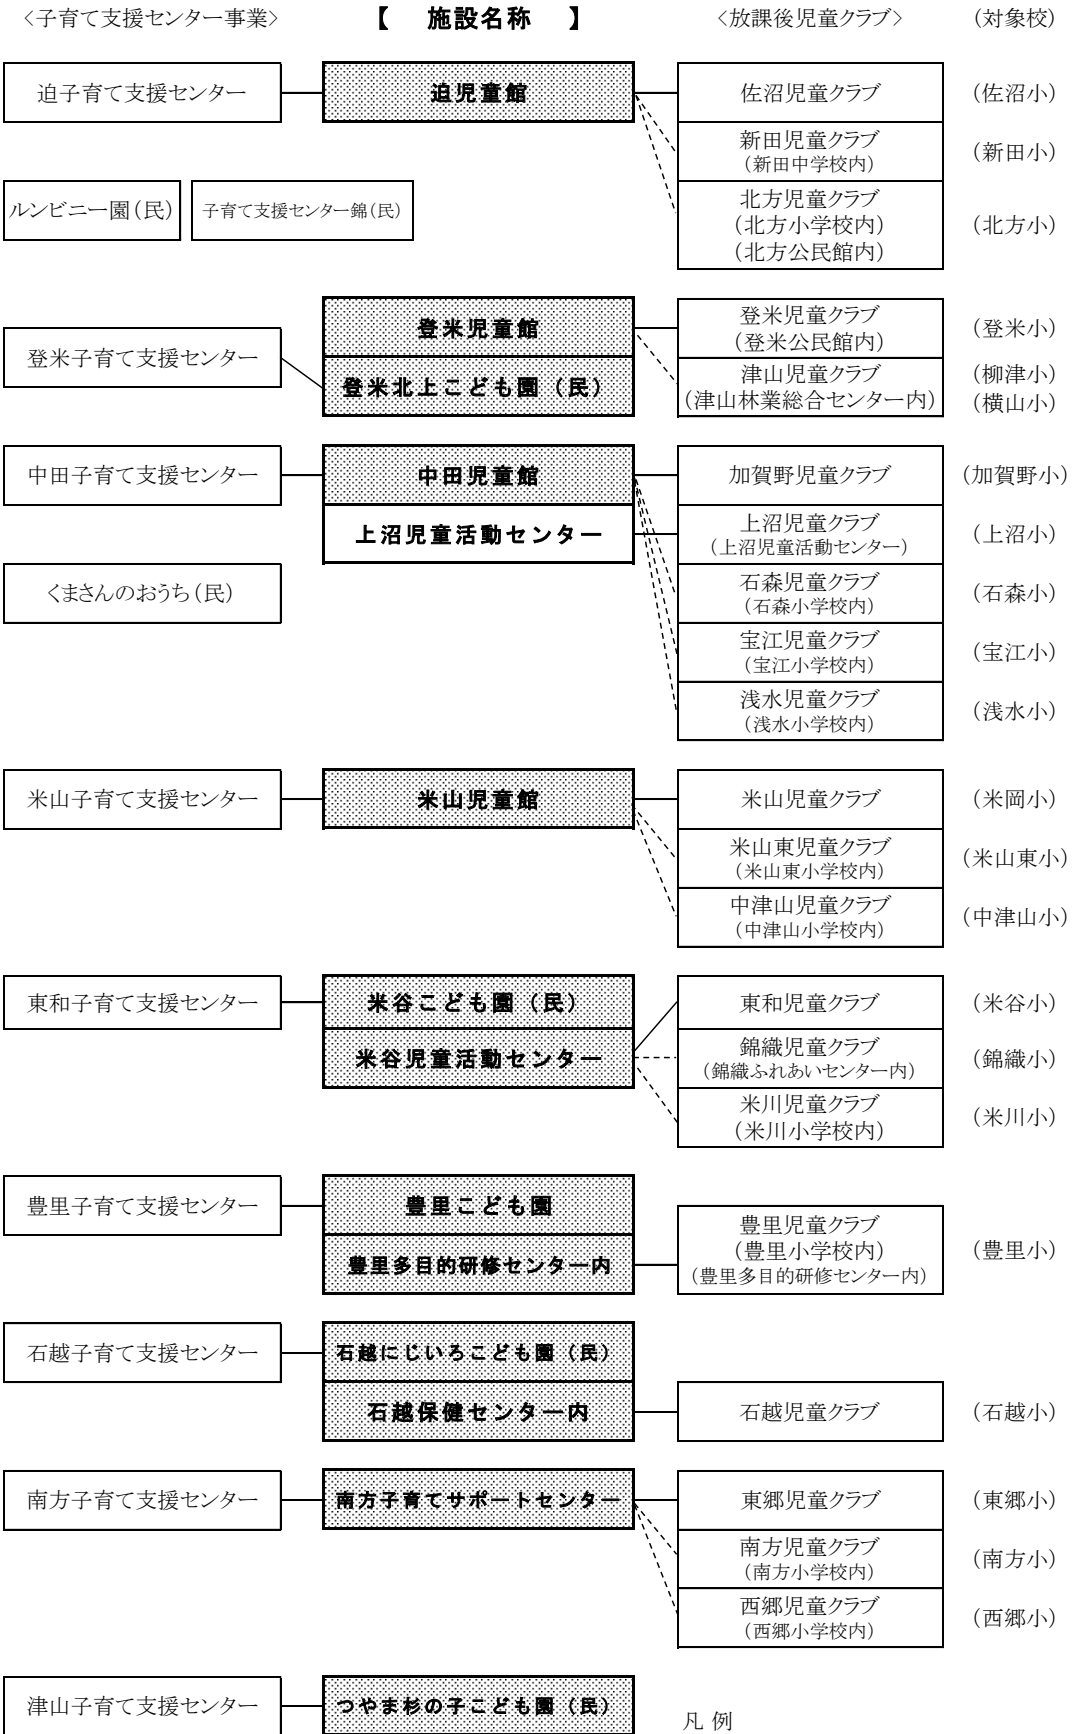 <子育て支援センター事業>
【 施設名称 】
<放課後児童クラブ>
(対象校)
迫子育て支援センター
迫児童館
佐沼児童クラブ
(佐沼小)
新田児童クラブ
(新田中学校内)
(新田小)
ルンビニー園(民)
子育て支援センター錦(民)
北方児童クラブ
(北方小学校内)
(北方公民館内)
(北方小)
登米子育て支援センター
登米児童館
登米児童クラブ
(登米公民館内)
(登米小)
登米北上こども園(民)
津山児童クラブ
(津山林業総合センター内)
(柳津小)
(横山小)
中田子育て支援センター
中田児童館
加賀野児童クラブ
(加賀野小)
上沼児童活動センター
上沼児童クラブ
(上沼児童活動センター)
(上沼小)
くまさんのおうち(民)
石森児童クラブ
(石森小学校内)
(石森小)
宝江児童クラブ
(宝江小学校内)
(宝江小)
浅水児童クラブ
(浅水小学校内)
(浅水小)
米山子育て支援センター
米山児童館
米山児童クラブ
(米岡小)
米山東児童クラブ
(米山東小学校内)
(米山東小)
中津山児童クラブ
(中津山小学校内)
(中津山小)
東和子育て支援センター
米谷こども園(民)
東和児童クラブ
(米谷小)
米谷児童活動センター
錦織児童クラブ
(錦織ふれあいセンター内)
(錦織小)
米川児童クラブ
(米川小学校内)
(米川小)
豊里子育て支援センター
豊里こども園
豊里多目的研修センター内
豊里児童クラブ
(豊里小学校内)
(豊里多目的研修センター内)
(豊里小)
石越子育て支援センター
石越にじいろこども園(民)
石越保健センター内
石越児童クラブ
(石越小)
南方子育て支援センター
南方子育てサポートセンター
東郷児童クラブ
(東郷小)
南方児童クラブ
(南方小学校内)
(南方小)
西郷児童クラブ
(西郷小学校内)
(西郷小)
津山子育て支援センター
つやま杉の子こども園(民)
凡 例